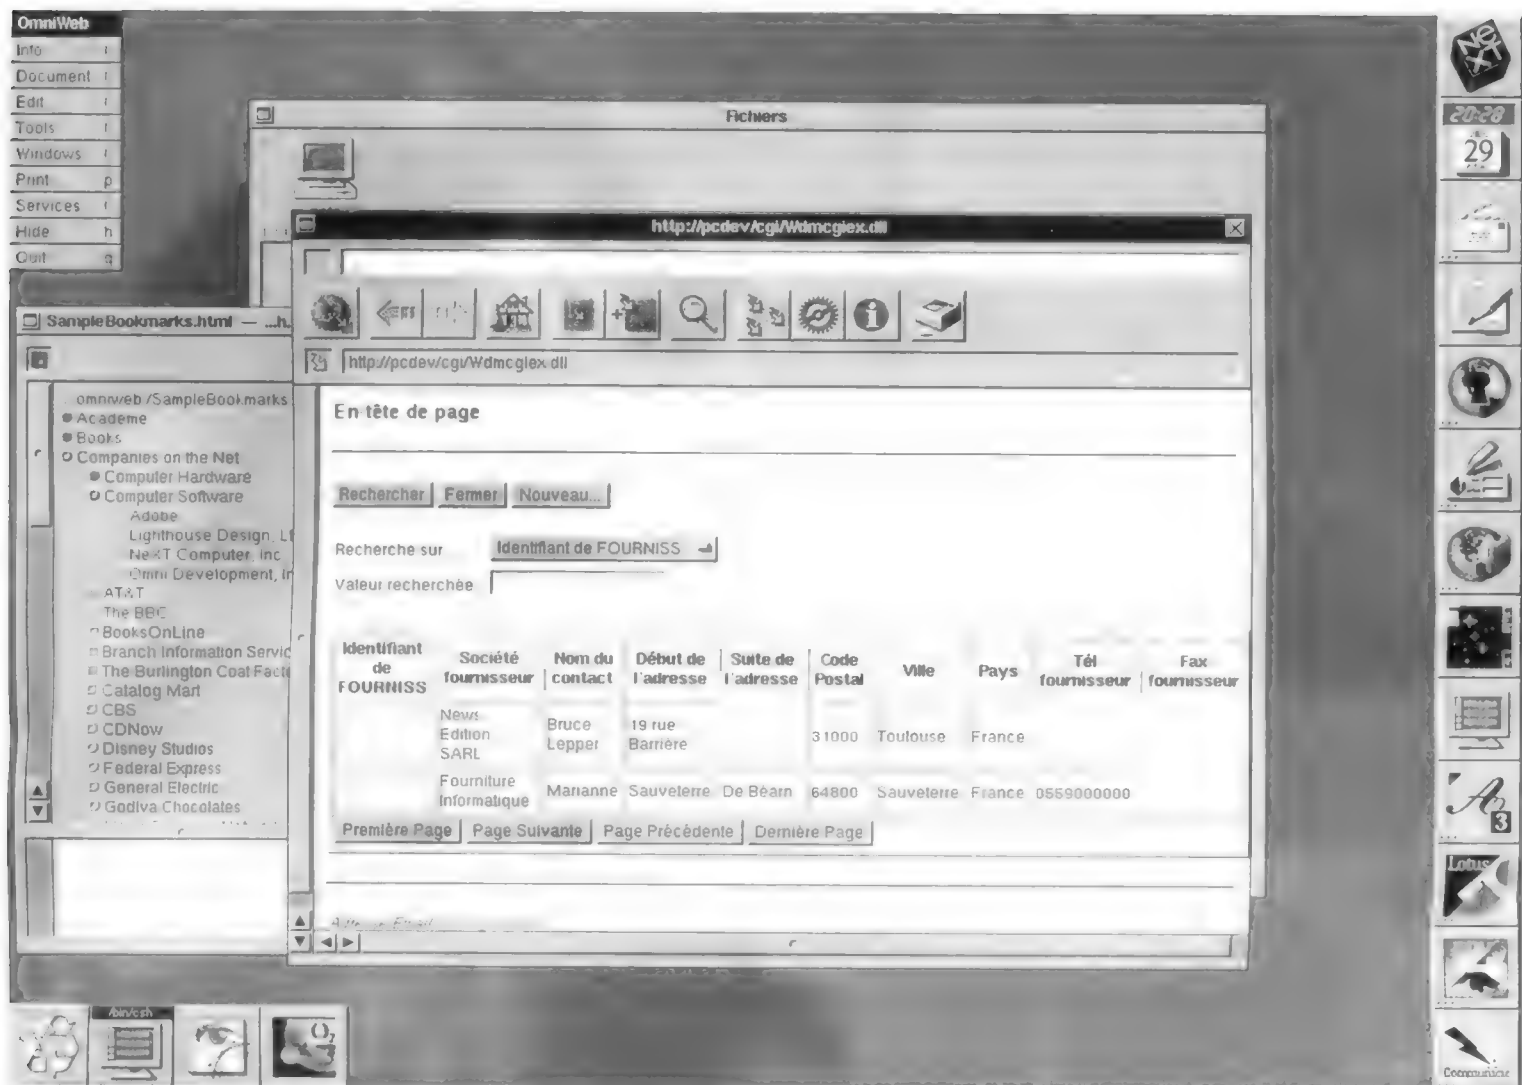 OmniWeb
Info
Document r
Edit r
Tools r
Windows r
Print p
Services r
Hide h
Quit q
Fichiers
http://pcdev/cgi/Wdmcgiex.dll
http://pcdev/cgi/Wdmcgiex.dll
SampleBookmarks.html — ...h.
omniweb:/SampleBookmarks
Academe
Books
Companies on the Net
Computer Hardware
Computer Software
Adobe
Lighthouse Design, Lt
NeXT Computer, Inc
Omni Development, In
AT&T
The BBC
BooksOnLine
Branch Information Servic
The Burlington Coat Facte
Catalog Mart
CBS
CDNow
Disney Studios
Federal Express
General Electric
Godiva Chocolates
En tête de page
Rechercher Fermer Nouveau...
Recherche sur Identifiant de FOURNISS
Valeur recherchée
Identifiant de FOURNISS
Société fournisseur
Nom du contact
Début de l'adresse
Suite de l'adresse
Code Postal
Ville
Pays
Tél fournisseur
Fax fournisseur
News Edition SARL
Bruce Lepper
19 rue Barrière
31000
Toulouse
France
Fourniture Informatique
Marianne
Sauveterre
De Béarn
64800
Sauveterre
France
0559000000
Première Page Page Suivante Page Précédente Dernière Page
Email
/bin/csh
NeXT
20:28
29
3
Lotus